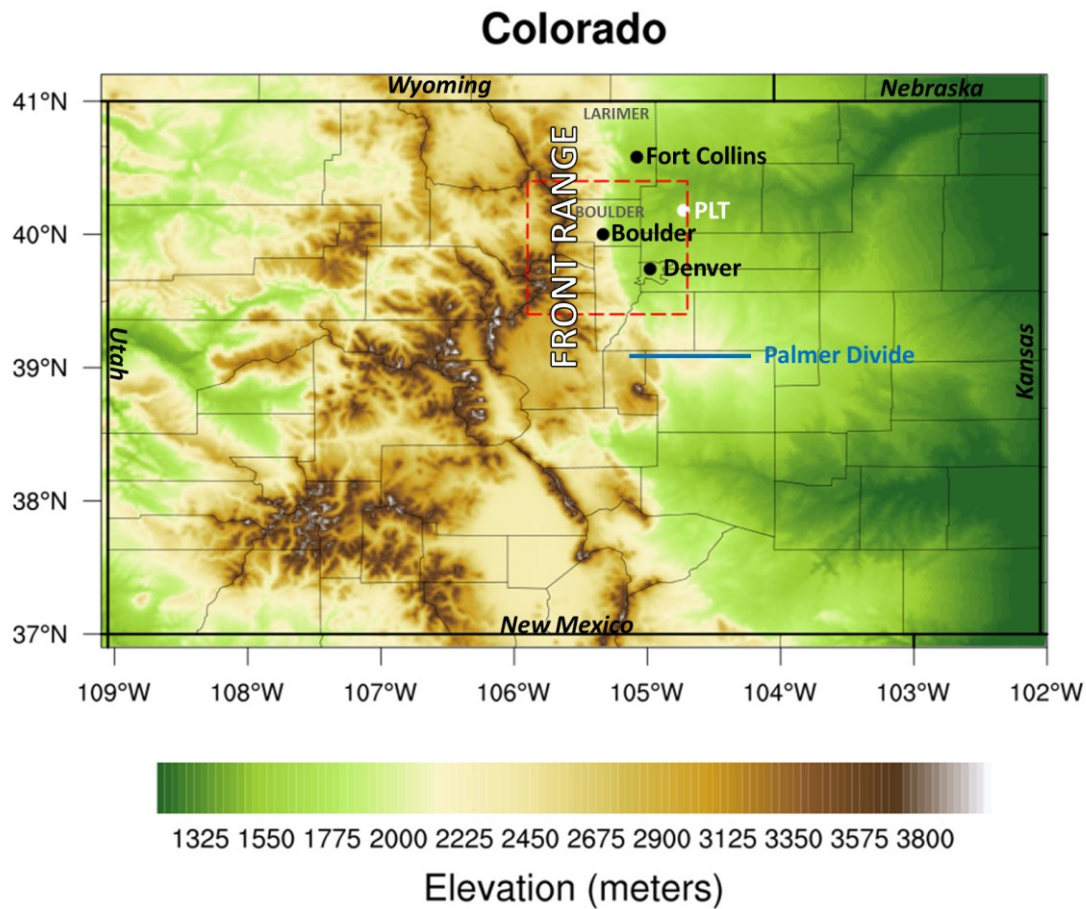 Colorado
Wyoming
Nebraska
41°N
LARIMER
Fort Collins
FRONT RANGE
BOULDER
PLT
40°N
Boulder
Denver
Utah
39°N
Palmer Divide
Kansas
38°N
New Mexico
37°N
109°W 108°W 107°W 106°W 105°W 104°W 103°W 102°W
1325 1550 1775 2000 2225 2450 2675 2900 3125 3350 3575 3800
Elevation (meters)